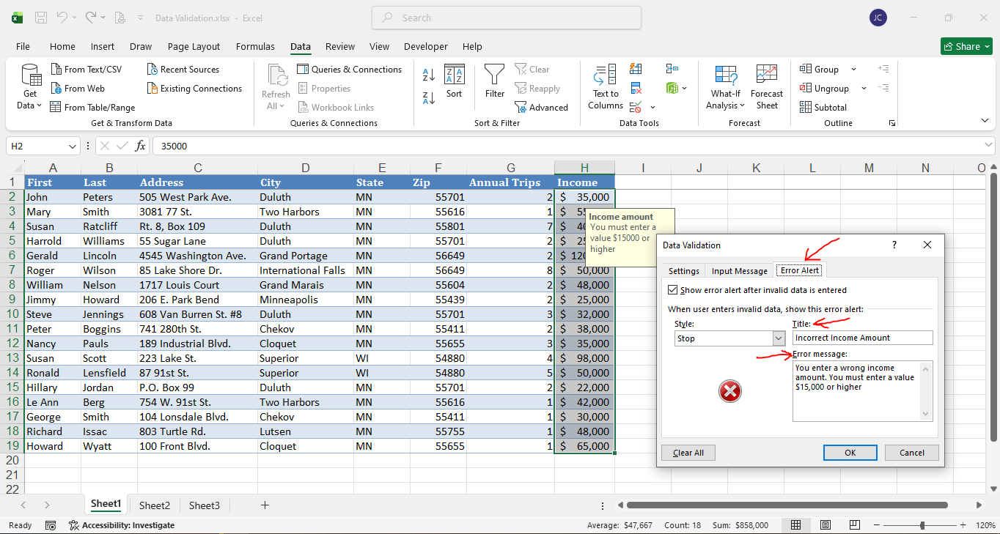 Data Validation.xlsx - Excel
Search
JC
File Home Insert Draw Page Layout Formulas Data Review View Developer Help
Share
Get Data
From Text/CSV
From Web
From Table/Range
Recent Sources
Existing Connections
Get & Transform Data
Refresh All
Queries & Connections
Properties
Workbook Links
Queries & Connections
Sort
Filter
Clear
Reapply
Advanced
Sort & Filter
Text to Columns
Data Tools
What-If Analysis
Forecast Sheet
Forecast
Group
Ungroup
Subtotal
Outline
H2
fx
35000
A B C D E F G H I J K L M N O
1 First Last Address City State Zip Annual Trips Income
2 John Peters 505 West Park Ave. Duluth MN 55701 2 $ 35,000
3 Mary Smith 3081 77 St. Two Harbors MN 55616 1 $
4 Susan Ratcliff Rt. 8, Box 109 Duluth MN 55801 7 $
5 Harrold Williams 55 Sugar Lane Duluth MN 55701 2 $
6 Gerald Lincoln 4545 Washington Ave. Grand Portage MN 56649 2 $
7 Roger Wilson 85 Lake Shore Dr. International Falls MN 56649 8 $ 50,000
8 William Nelson 1717 Louis Court Grand Marais MN 55604 2 $ 48,000
9 Jimmy Howard 206 E. Park Bend Minneapolis MN 55439 2 $ 25,000
10 Steve Jennings 608 Van Burren St. #8 Duluth MN 55701 3 $ 32,000
11 Peter Boggins 741 280th St. Chekov MN 55411 2 $ 38,000
12 Nancy Pauls 189 Industrial Blvd. Cloquet MN 55655 3 $ 35,000
13 Susan Scott 223 Lake St. Superior WI 54880 4 $ 98,000
14 Ronald Lensfield 87 91st St. Superior WI 54880 5 $ 50,000
15 Hillary Jordan P.O. Box 99 Duluth MN 55701 2 $ 22,000
16 Le Ann Berg 754 W. 91st St. Two Harbors MN 55616 1 $ 42,000
17 George Smith 104 Lonsdale Blvd. Chekov MN 55411 1 $ 30,000
18 Richard Issac 803 Turtle Rd. Lutsen MN 55755 1 $ 48,000
19 Howard Wyatt 100 Front Blvd. Cloquet MN 55655 1 $ 65,000
20
21
22
Income amount
You must enter a
value $15000 or
higher
Data Validation ?
Settings Input Message Error Alert
Show error alert after invalid data is entered
When user enters invalid data, show this error alert:
Style:
Stop
Title:
Incorrect Income Amount
Error message:
You enter a wrong income
amount. You must enter a value
$15,000 or higher
Clear All OK Cancel
Sheet1 Sheet2 Sheet3
Ready Accessibility: Investigate Average: $47,667 Count: 18 Sum: $858,000 120%